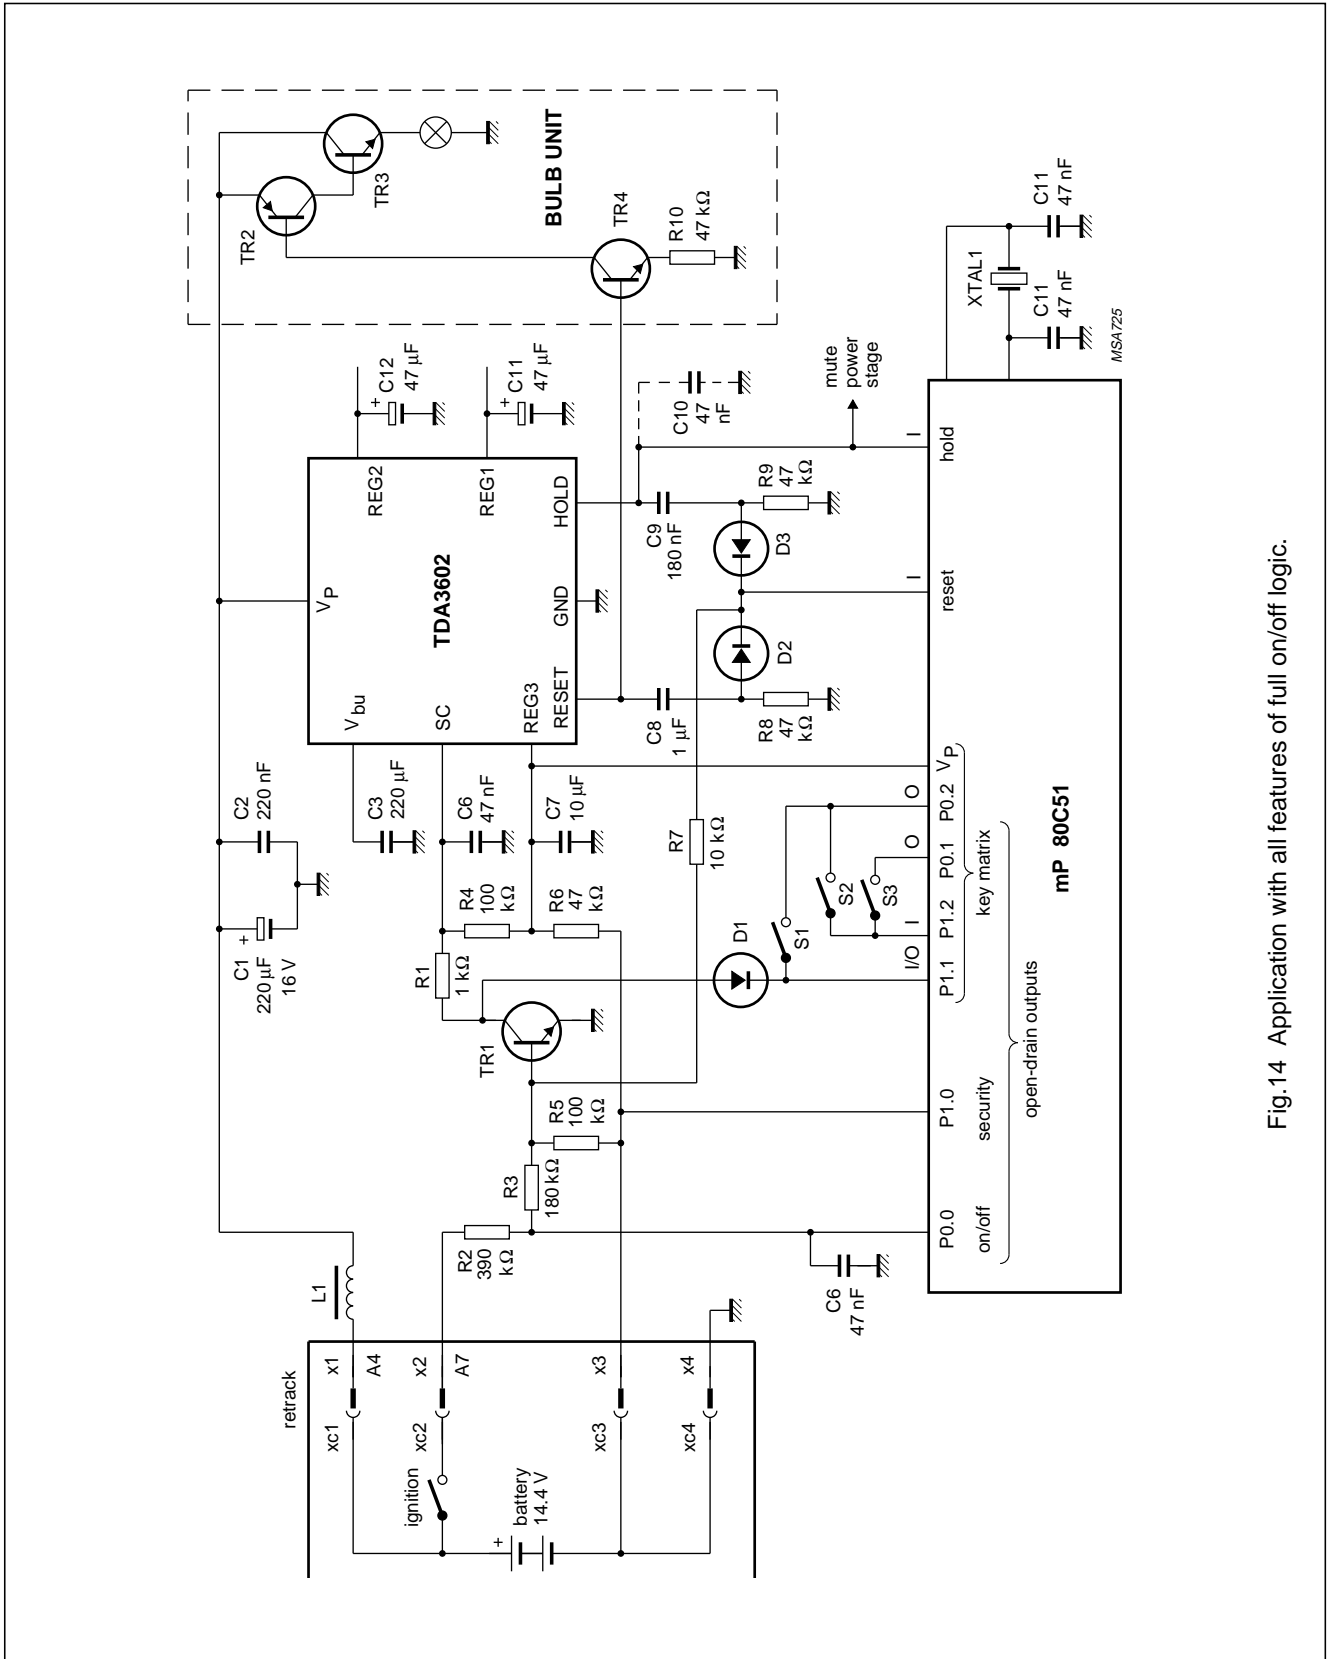 retrack
xc1
x1
A4
L1
ignition
xc2
x2
A7
battery
14.4 V
+
xc3
x3
xc4
x4
C1
220 µF
16 V
+
C2
220 nF
R2
390
kΩ
R3
180 kΩ
R5
100
kΩ
TR1
R1
1 kΩ
R4
100
kΩ
R6
47
kΩ
C3
220 µF
C6
47 nF
C7
10 µF
C6
47 nF
D1
S1
S2
S3
R7
10 kΩ
TDA3602
V bu
V P
SC
REG3
RESET
GND
HOLD
REG2
REG1
C12
47 µF
+
C11
47 µF
+
C8
1 µF
R8
47
kΩ
D2
D3
C9
180 nF
R9
47
kΩ
C10
47
nF
mute
power
stage
TR2
TR3
TR4
BULB UNIT
R10
47 kΩ
XTAL1
C11
47 nF
C11
47 nF
MSA725
P0.0
on/off
P1.0
security
I/O
P1.1
I
P1.2
O
P0.1
O
P0.2
V P
key matrix
open-drain outputs
I
reset
I
hold
mP 80C51
Fig.14 Application with all features of full on/off logic.